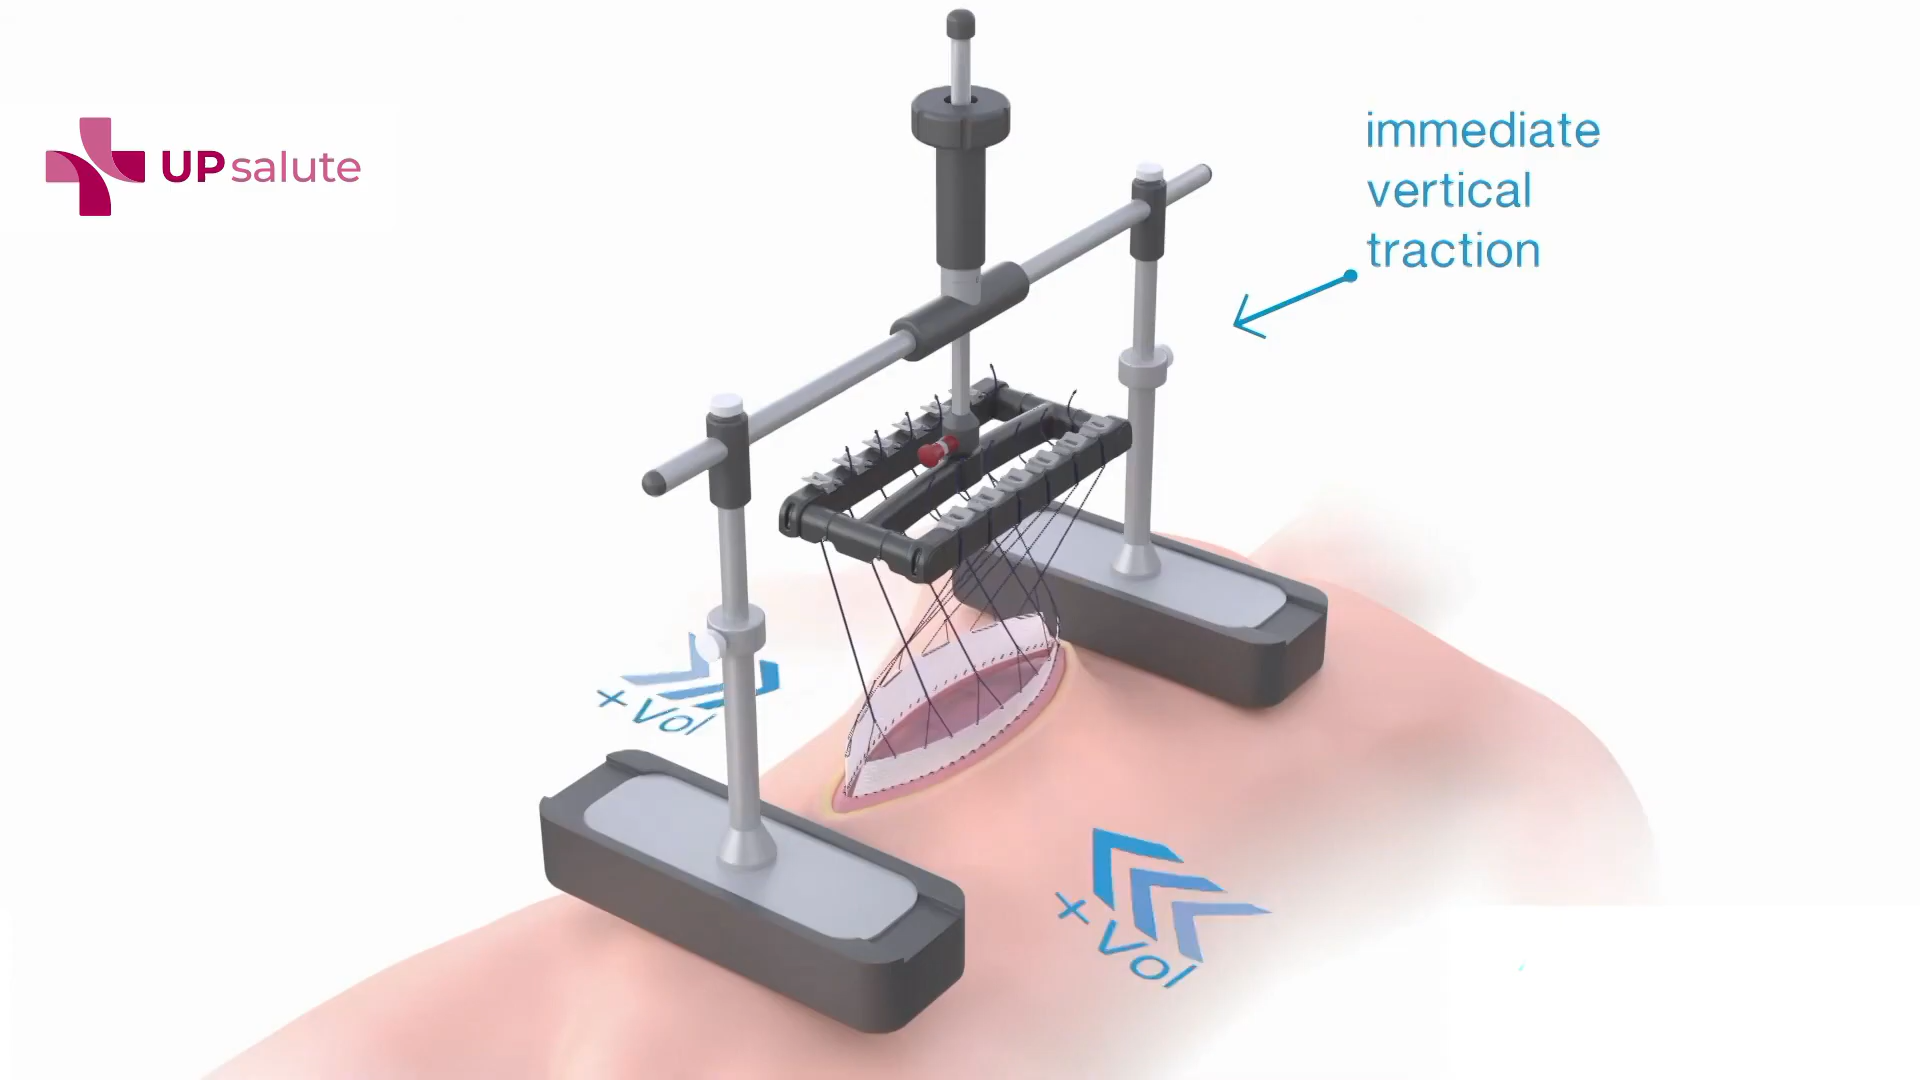 UPsalute
immediate
vertical
traction
+Vol
+Vol